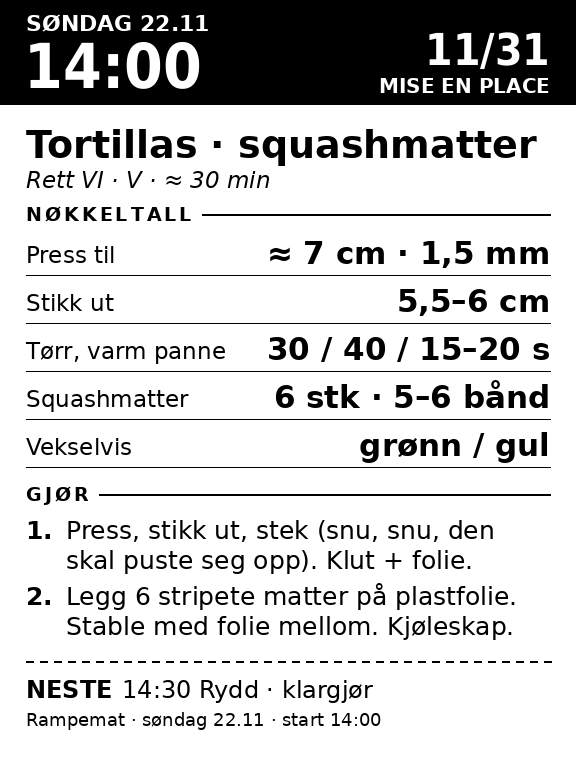 SØNDAG 22.11
14:00
11/31
MISE EN PLACE
Tortillas · squashmatter
Rett VI · V · ≈ 30 min
NØKKELTALL
Press til ≈ 7 cm · 1,5 mm
Stikk ut 5,5–6 cm
Tørr, varm panne 30 / 40 / 15–20 s
Squashmatter 6 stk · 5–6 bånd
Vekselvis grønn / gul
GJØR
1. Press, stikk ut, stek (snu, snu, den
skal puste seg opp). Klut + folie.
2. Legg 6 stripete matter på plastfolie.
Stable med folie mellom. Kjøleskap.
NESTE 14:30 Rydd · klargjør
Rampemat · søndag 22.11 · start 14:00